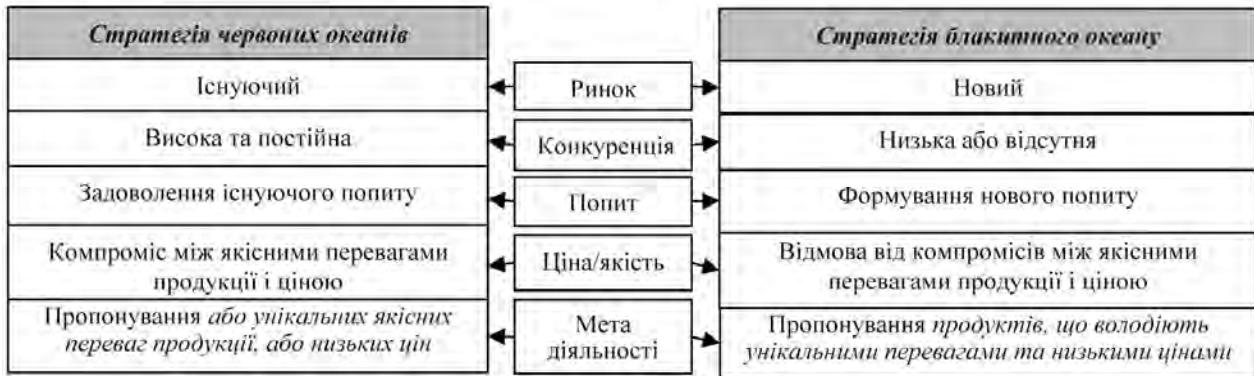 Стратегія червоних океанів
Стратегія блакитного океану
Існуючий
Ринок
Новий
Висока та постійна
Конкуренція
Низька або відсутня
Задоволення існуючого попиту
Попит
Формування нового попиту
Компроміс між якісними перевагами
продукції і ціною
Ціна/якість
Відмова від компромісів між якісними
перевагами продукції і ціною
Пропонування або унікальних якісних
переваг продукції, або низьких цін
Мета
діяльності
Пропонування продуктів, що володіють
унікальними перевагами та низькими цінами